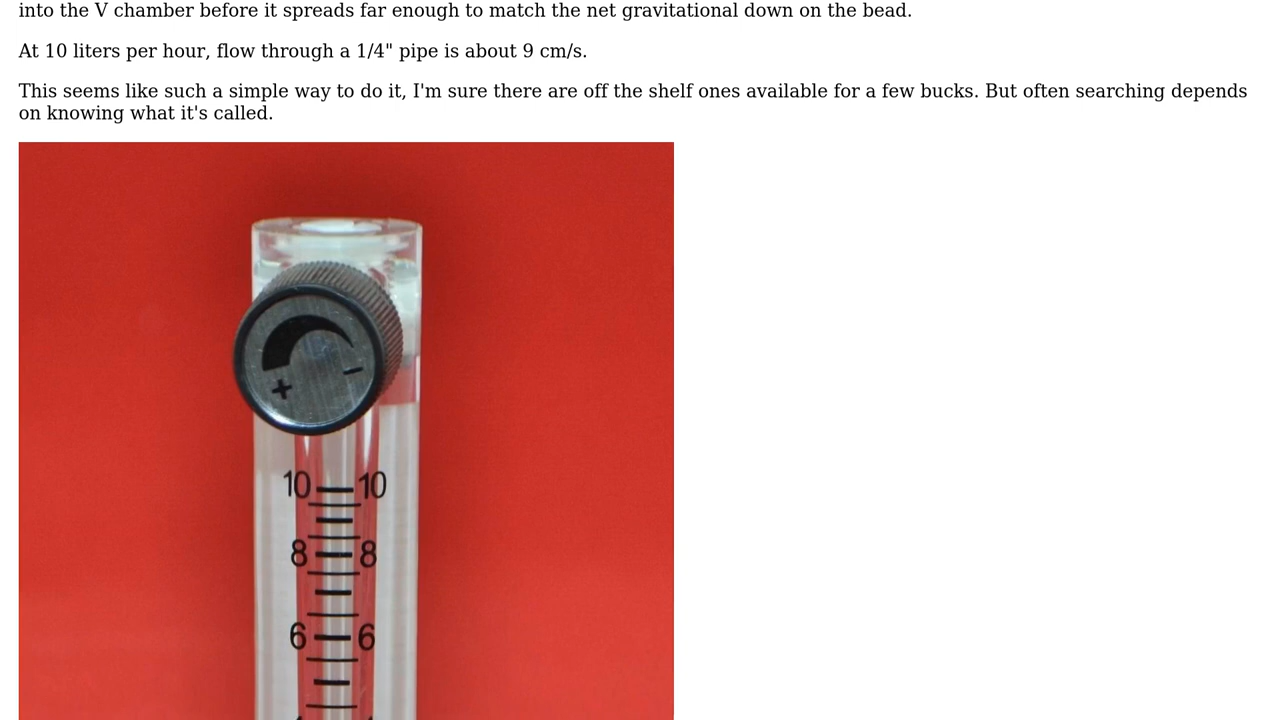 into the V chamber before it spreads far enough to match the net gravitational down on the bead.
At 10 liters per hour, flow through a 1/4" pipe is about 9 cm/s.
This seems like such a simple way to do it, I'm sure there are off the shelf ones available for a few bucks. But often searching depends
on knowing what it's called.
+ −
10 10
8 8
6 6